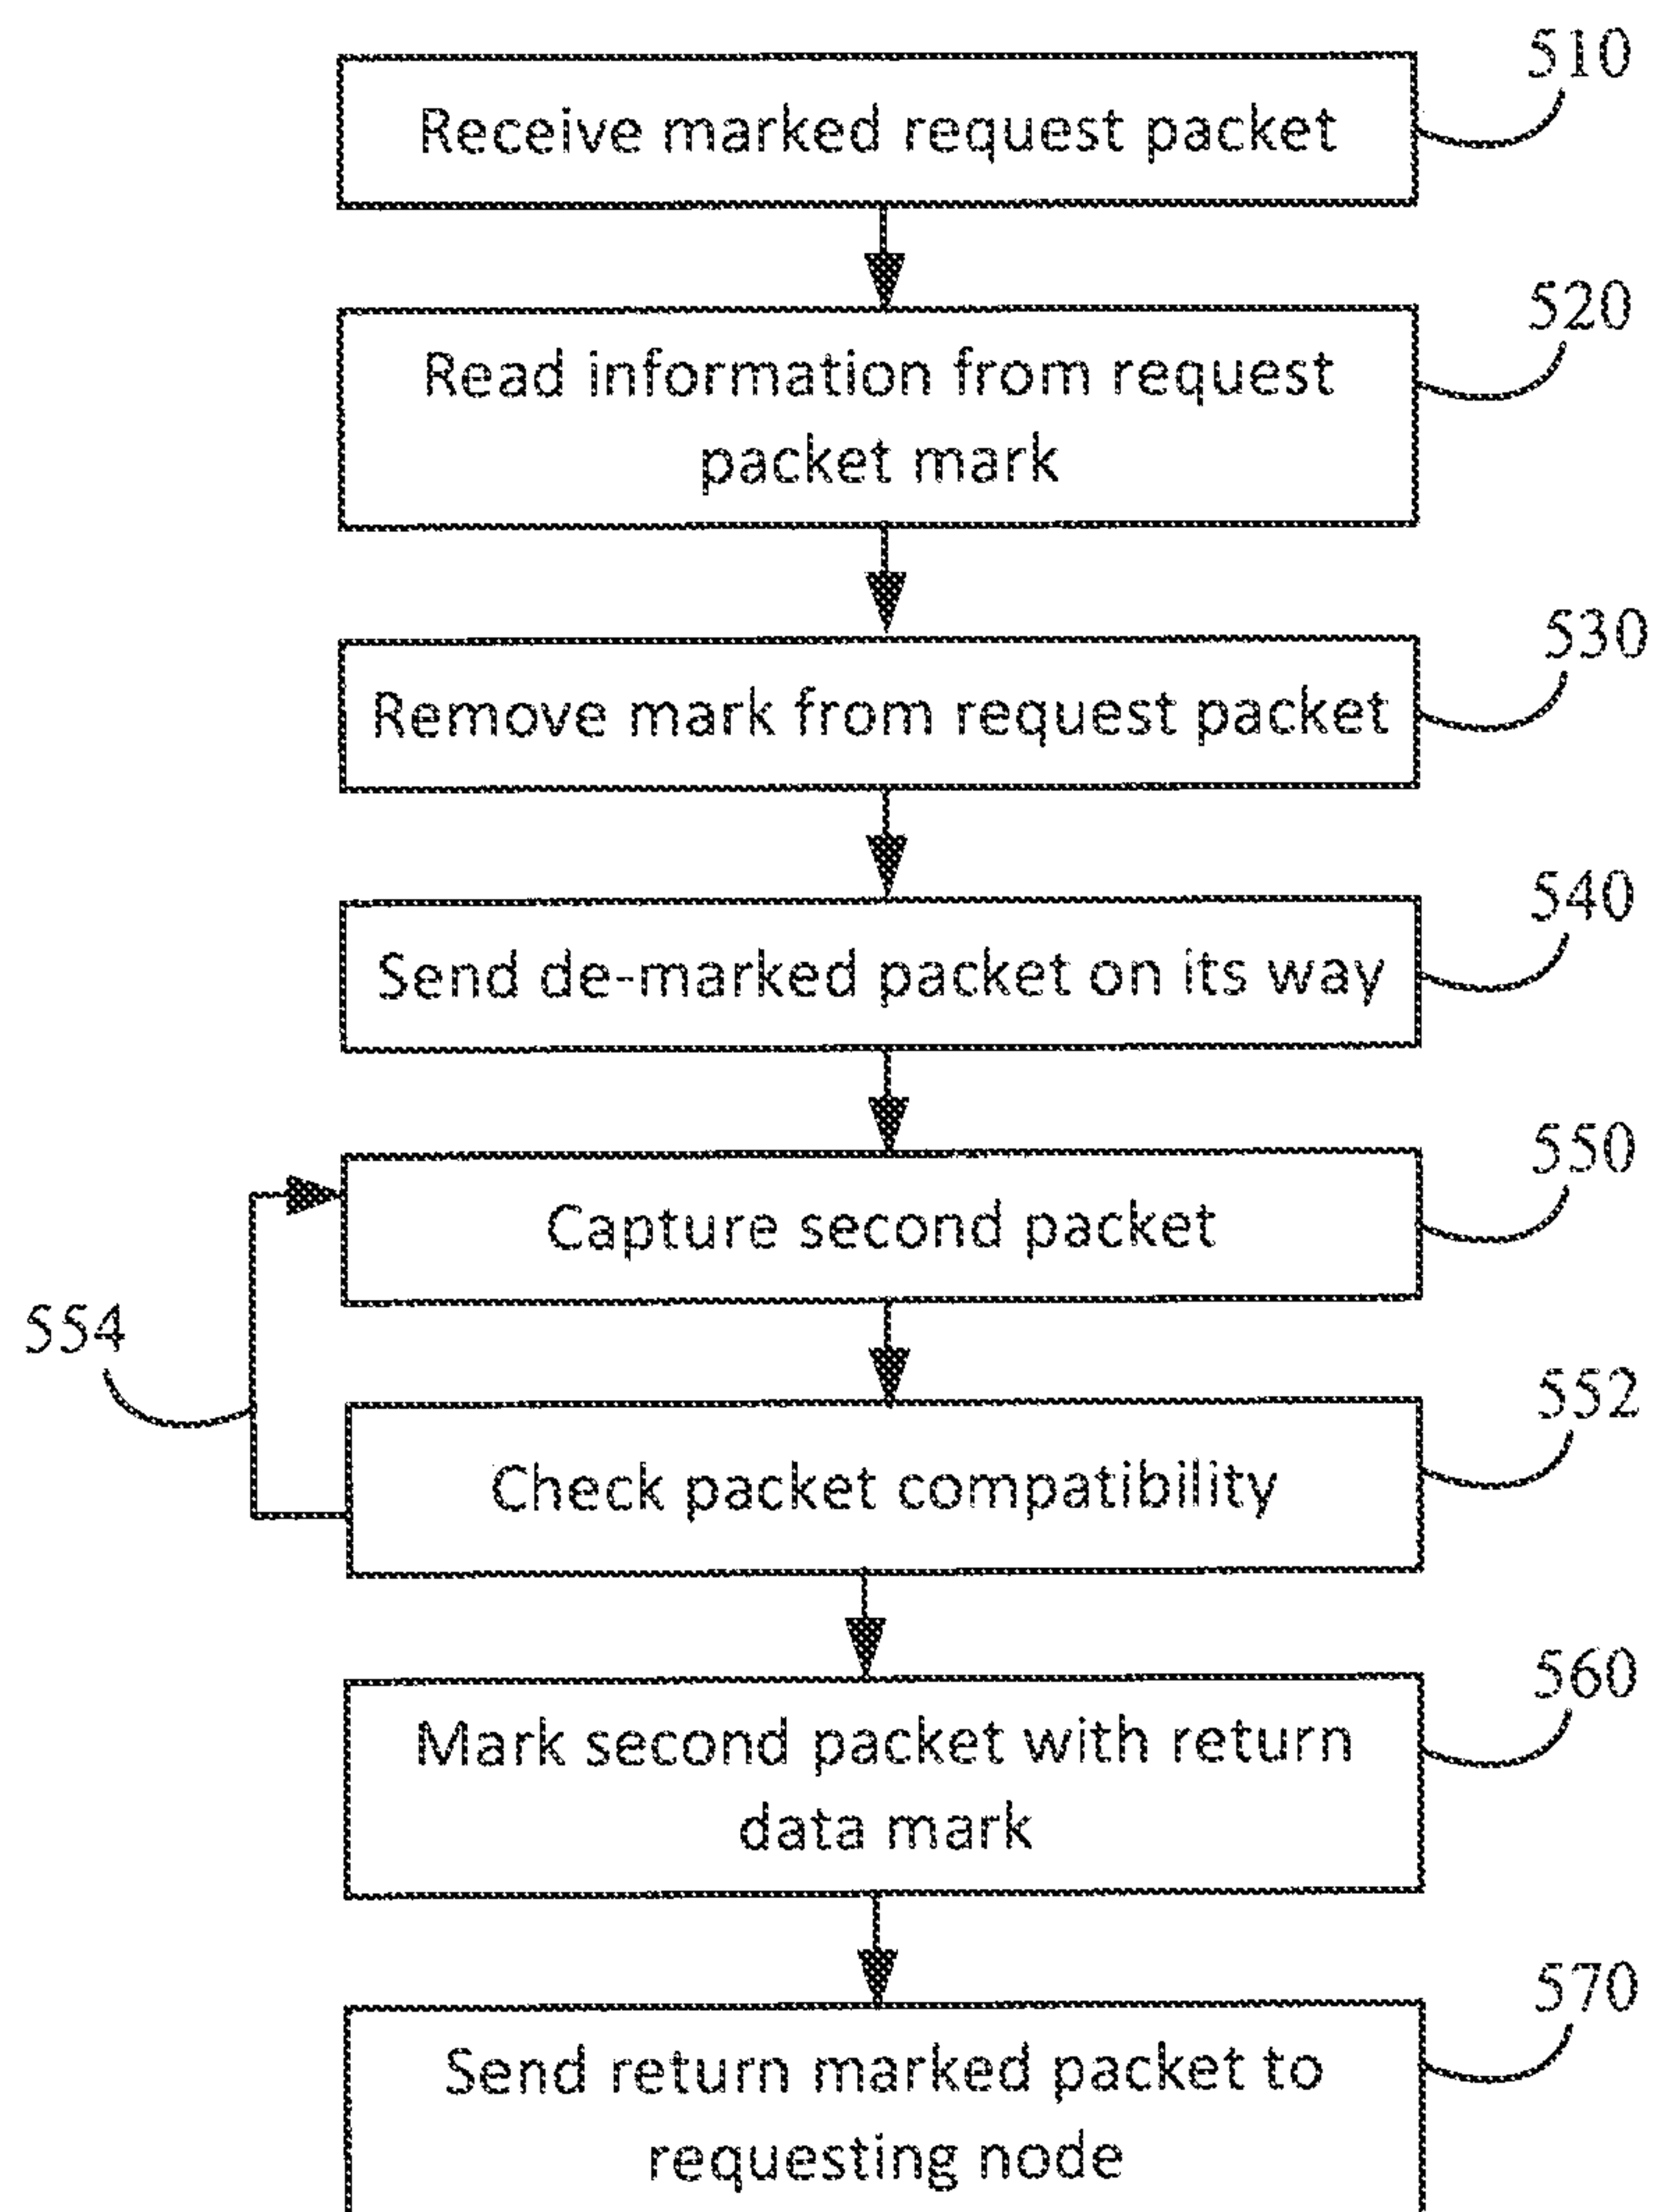 510
Receive marked request packet
520
Read information from request
packet mark
530
Remove mark from request packet
540
Send de-marked packet on its way
550
Capture second packet
554
552
Check packet compatibility
560
Mark second packet with return
data mark
570
Send return marked packet to
requesting node